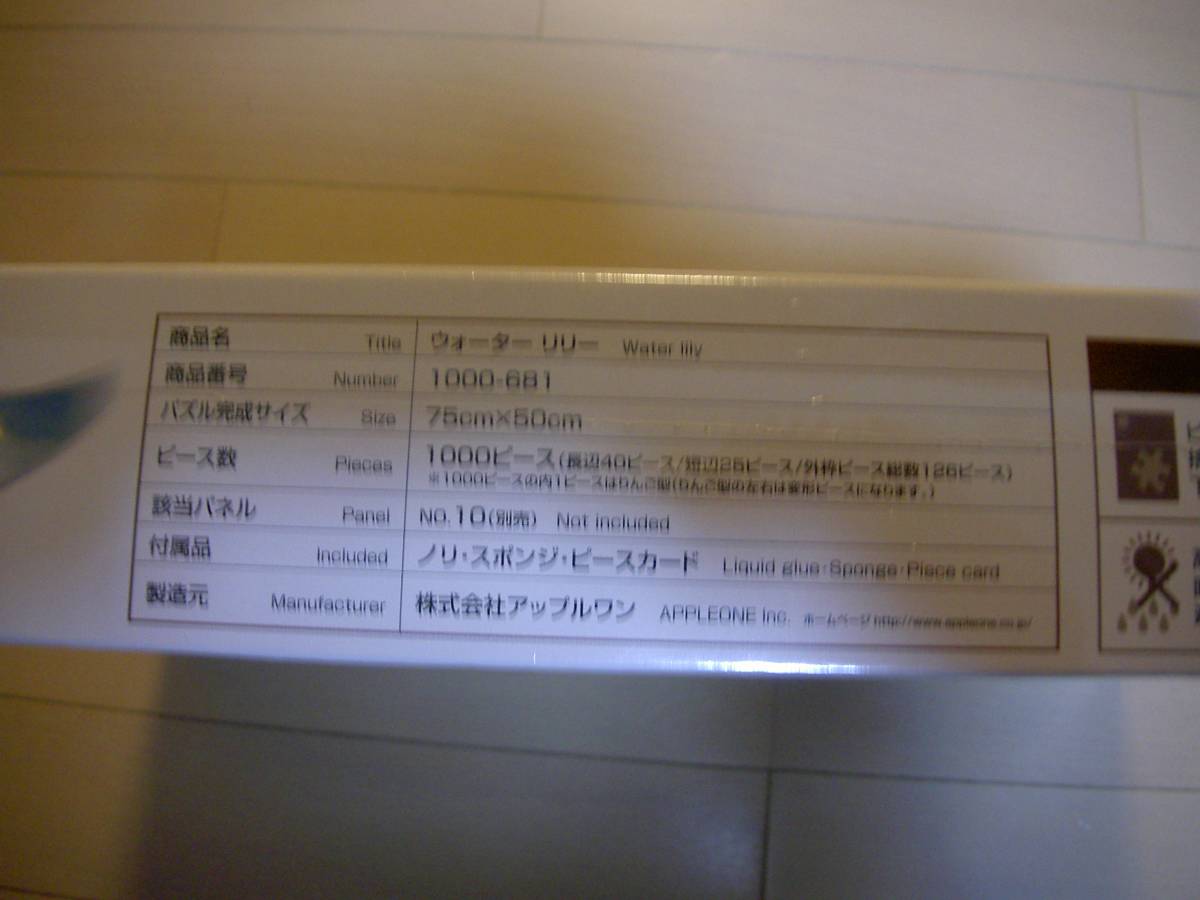 商品名 Title ウォーター リリー Water lily
商品番号 Number 1000-681
パズル完成サイズ Size 75cm×50cm
ピース数 Pieces 1000ピース(長辺40ピース/短辺25ピース/外枠ピース総数126ピース)
※1000ピースの内1ピースはりんご型(りんご型の左右は変形ピースになります。)
該当パネル Panel NO.10(別売) Not included
付属品 Included ノリ・スポンジ・ピースカード Liquid glue・Sponge・Piece card
製造元 Manufacturer 株式会社アップルワン APPLEONE Inc. ホームページ http://www.appleone.co.jp/